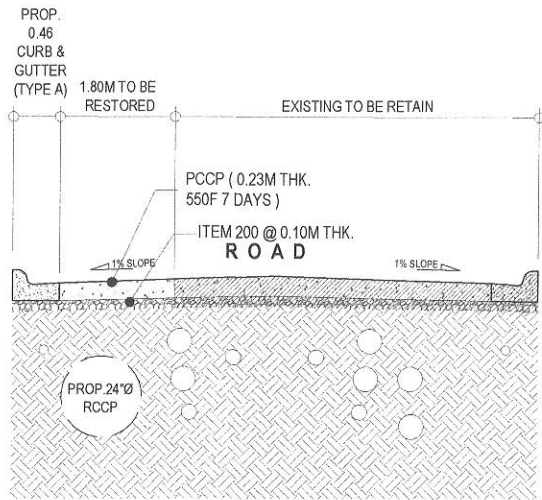 PROP.
0.46
CURB &
GUTTER
(TYPE A)
1.80M TO BE
RESTORED
EXISTING TO BE RETAIN
PCCP ( 0.23M THK.
550F 7 DAYS )
ITEM 200 @ 0.10M THK.
ROAD
1% SLOPE
1% SLOPE
PROP.24"Ø
RCCP